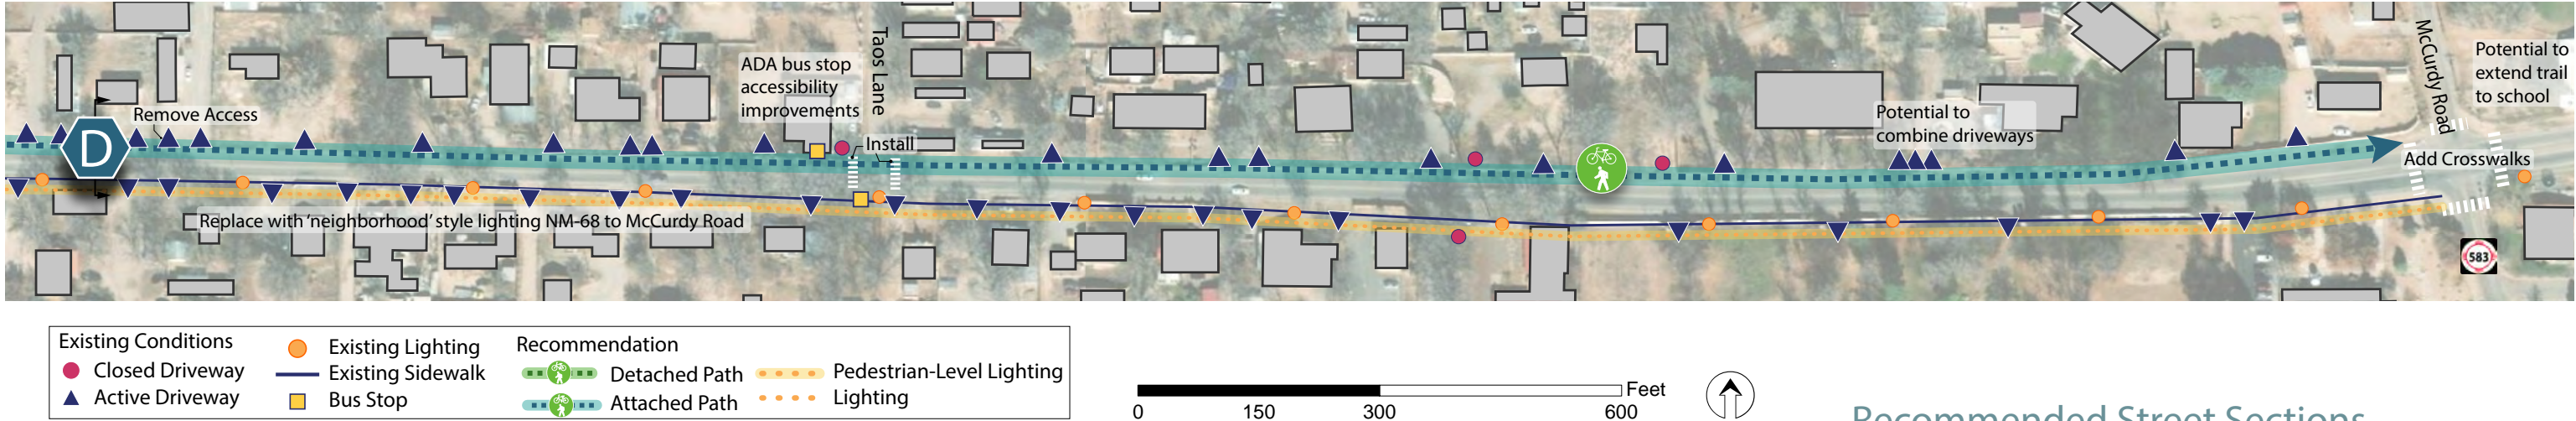 McCurdy Road
Taos Lane
Potential to
extend trail
to school
ADA bus stop
accessibility
improvements
Remove Access
D
Install
Potential to
combine driveways
Add Crosswalks
Replace with 'neighborhood' style lighting NM-68 to McCurdy Road
583
Existing Conditions
Closed Driveway
Active Driveway
Existing Lighting
Existing Sidewalk
Bus Stop
Recommendation
Detached Path
Attached Path
Pedestrian-Level Lighting
Lighting
Feet
0 150 300 600
Recommended Street Sections